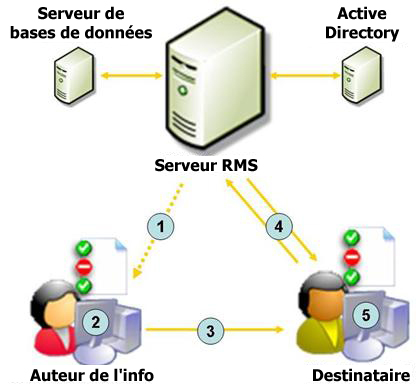 Serveur de
bases de données
Active
Directory
Serveur RMS
1
4
2
3
5
Auteur de l'info
Destinataire